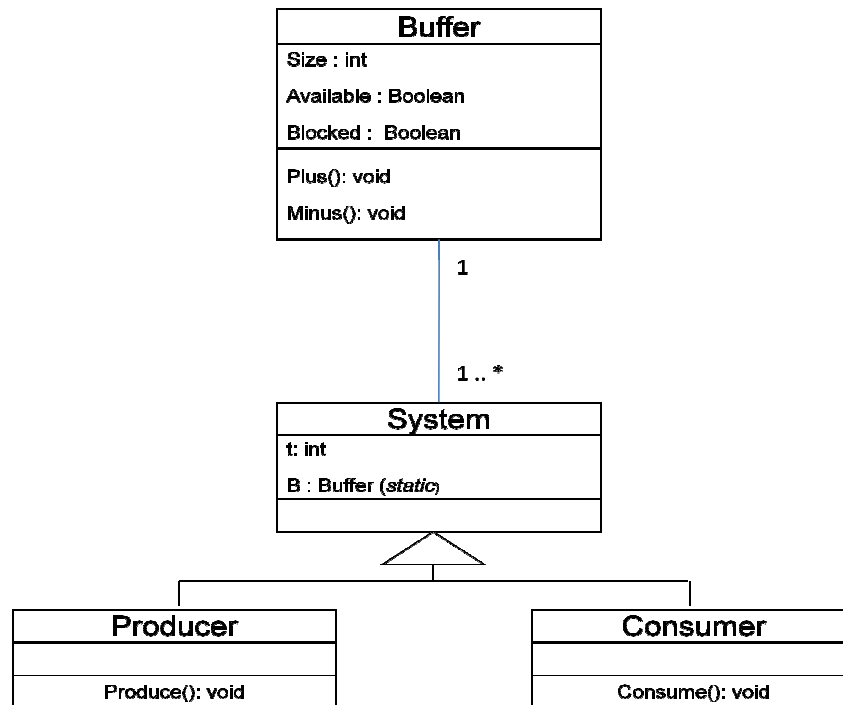 Buffer
Size : int
Available : Boolean
Blocked : Boolean
Plus(): void
Minus(): void
1
1 .. *
System
t: int
B : Buffer (static)
Producer
Consumer
Produce(): void
Consume(): void